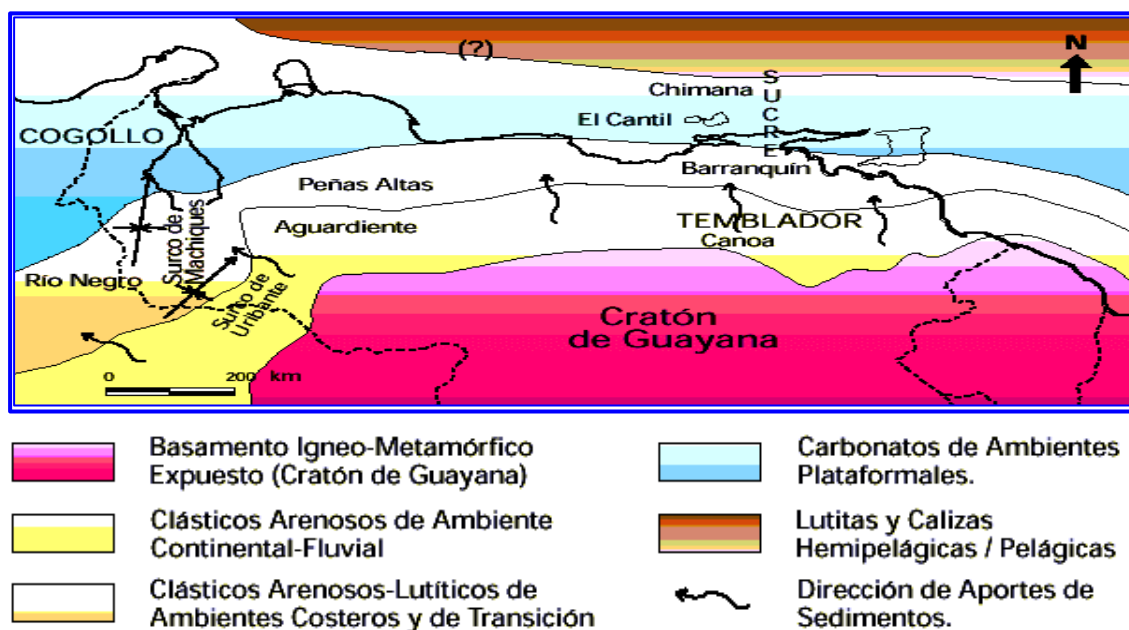 (?)
N
Chimana
SUCRE
El Cantil
COGOLLO
Barranquín
Peñas Altas
TEMBLADOR
Aguardiente
Canoa
Surco de
Machiques
Río Negro
Surco de
Uribante
Cratón
de Guayana
0 200 km
Basamento Igneo-Metamórfico
Expuesto (Cratón de Guayana)
Clásticos Arenosos de Ambiente
Continental-Fluvial
Clásticos Arenosos-Lutíticos de
Ambientes Costeros y de Transición
Carbonatos de Ambientes
Plataformales.
Lutitas y Calizas
Hemipelágicas / Pelágicas
Dirección de Aportes de
Sedimentos.